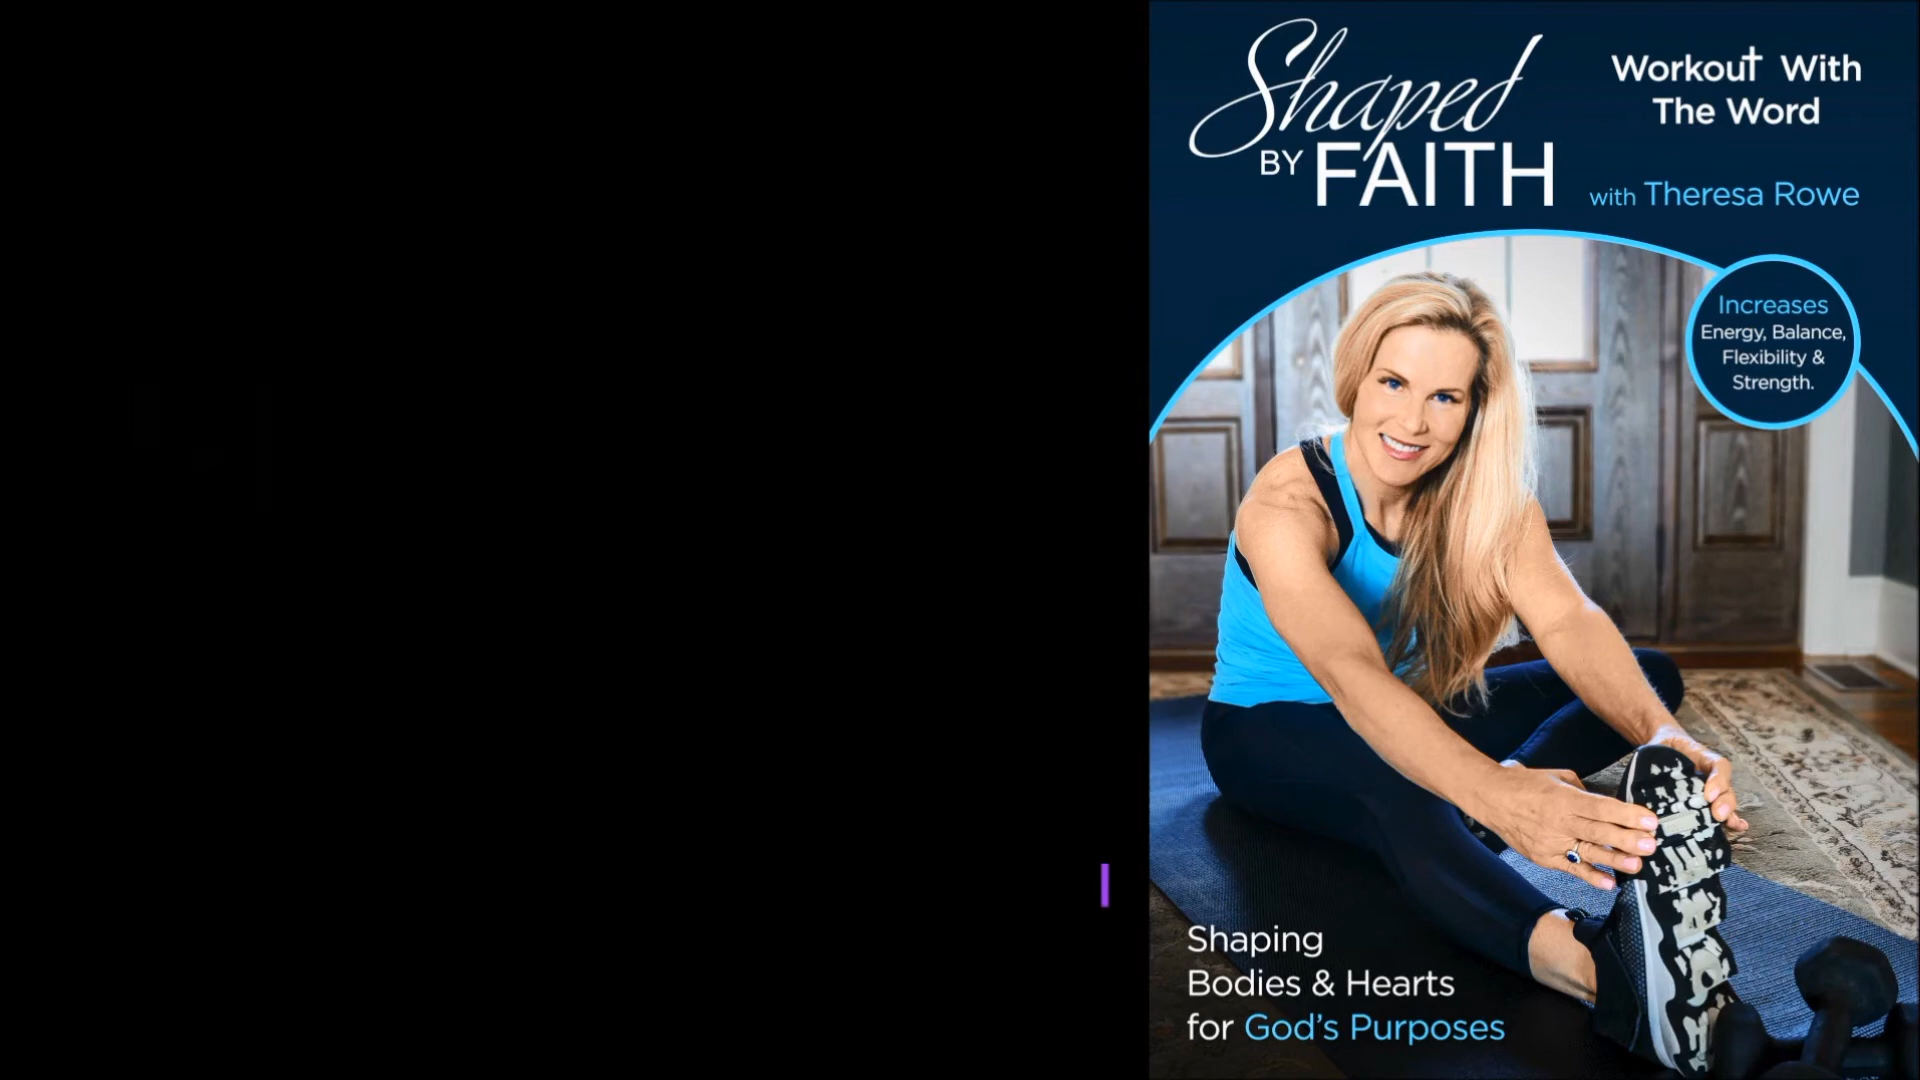 Shaped
BY FAITH
Workout With
The Word
with Theresa Rowe
Increases
Energy, Balance,
Flexibility &
Strength.
Shaping
Bodies & Hearts
for God's Purposes